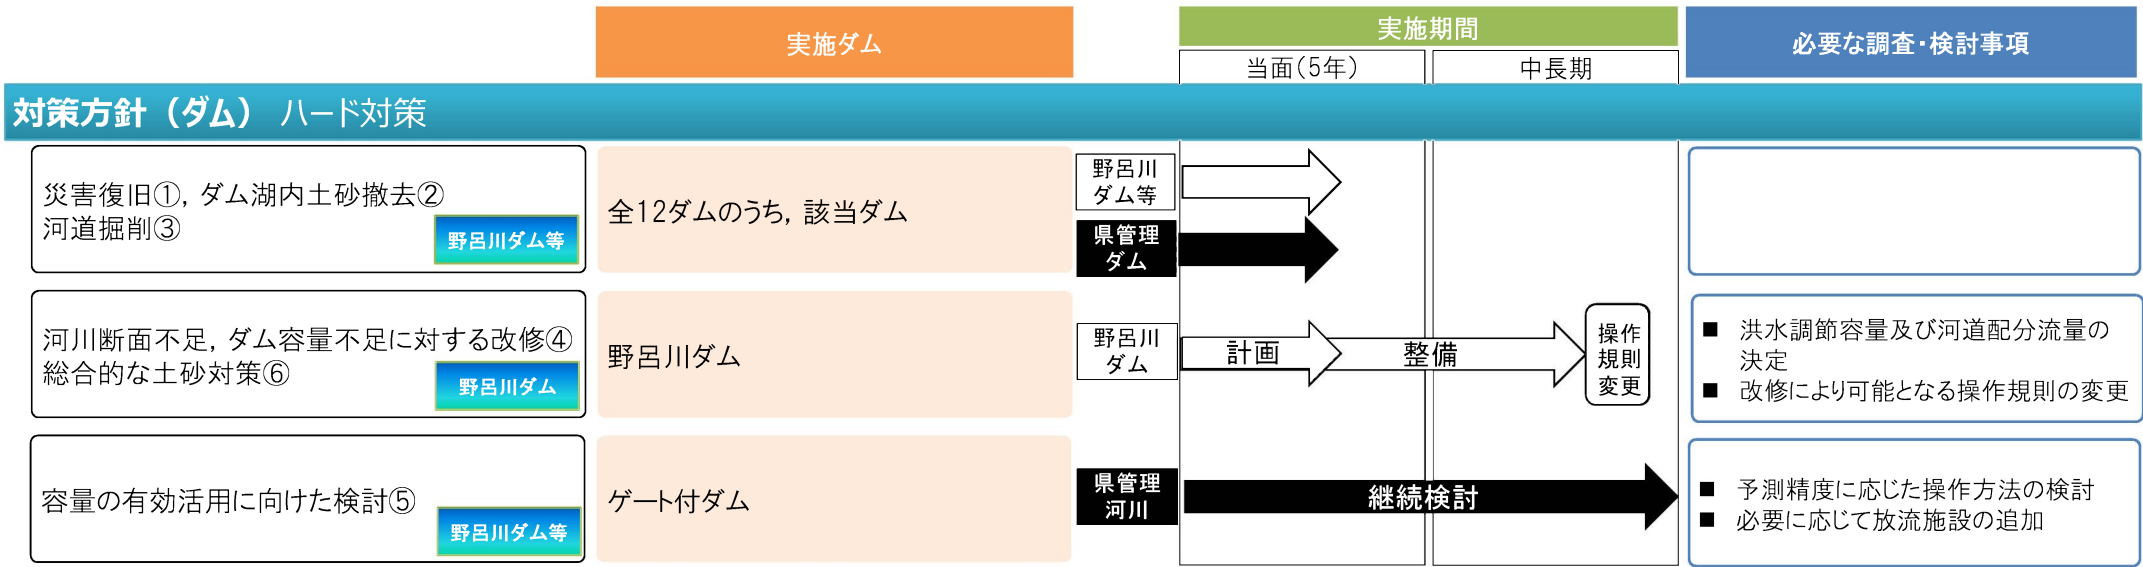 実施ダム
実施期間
必要な調査・検討事項
当面（5年）
中長期
対策方針（ダム） ハード対策
災害復旧①，ダム湖内土砂撤去②
河道掘削③
野呂川ダム等
全12ダムのうち，該当ダム
野呂川
ダム等
県管理
ダム
河川断面不足，ダム容量不足に対する改修④
総合的な土砂対策⑥
野呂川ダム
野呂川ダム
野呂川
ダム
計画
整備
操作
規則
変更
■ 洪水調節容量及び河道配分流量の
決定
■ 改修により可能となる操作規則の変更
容量の有効活用に向けた検討⑤
野呂川ダム等
ゲート付ダム
県管理
河川
継続検討
■ 予測精度に応じた操作方法の検討
■ 必要に応じて放流施設の追加